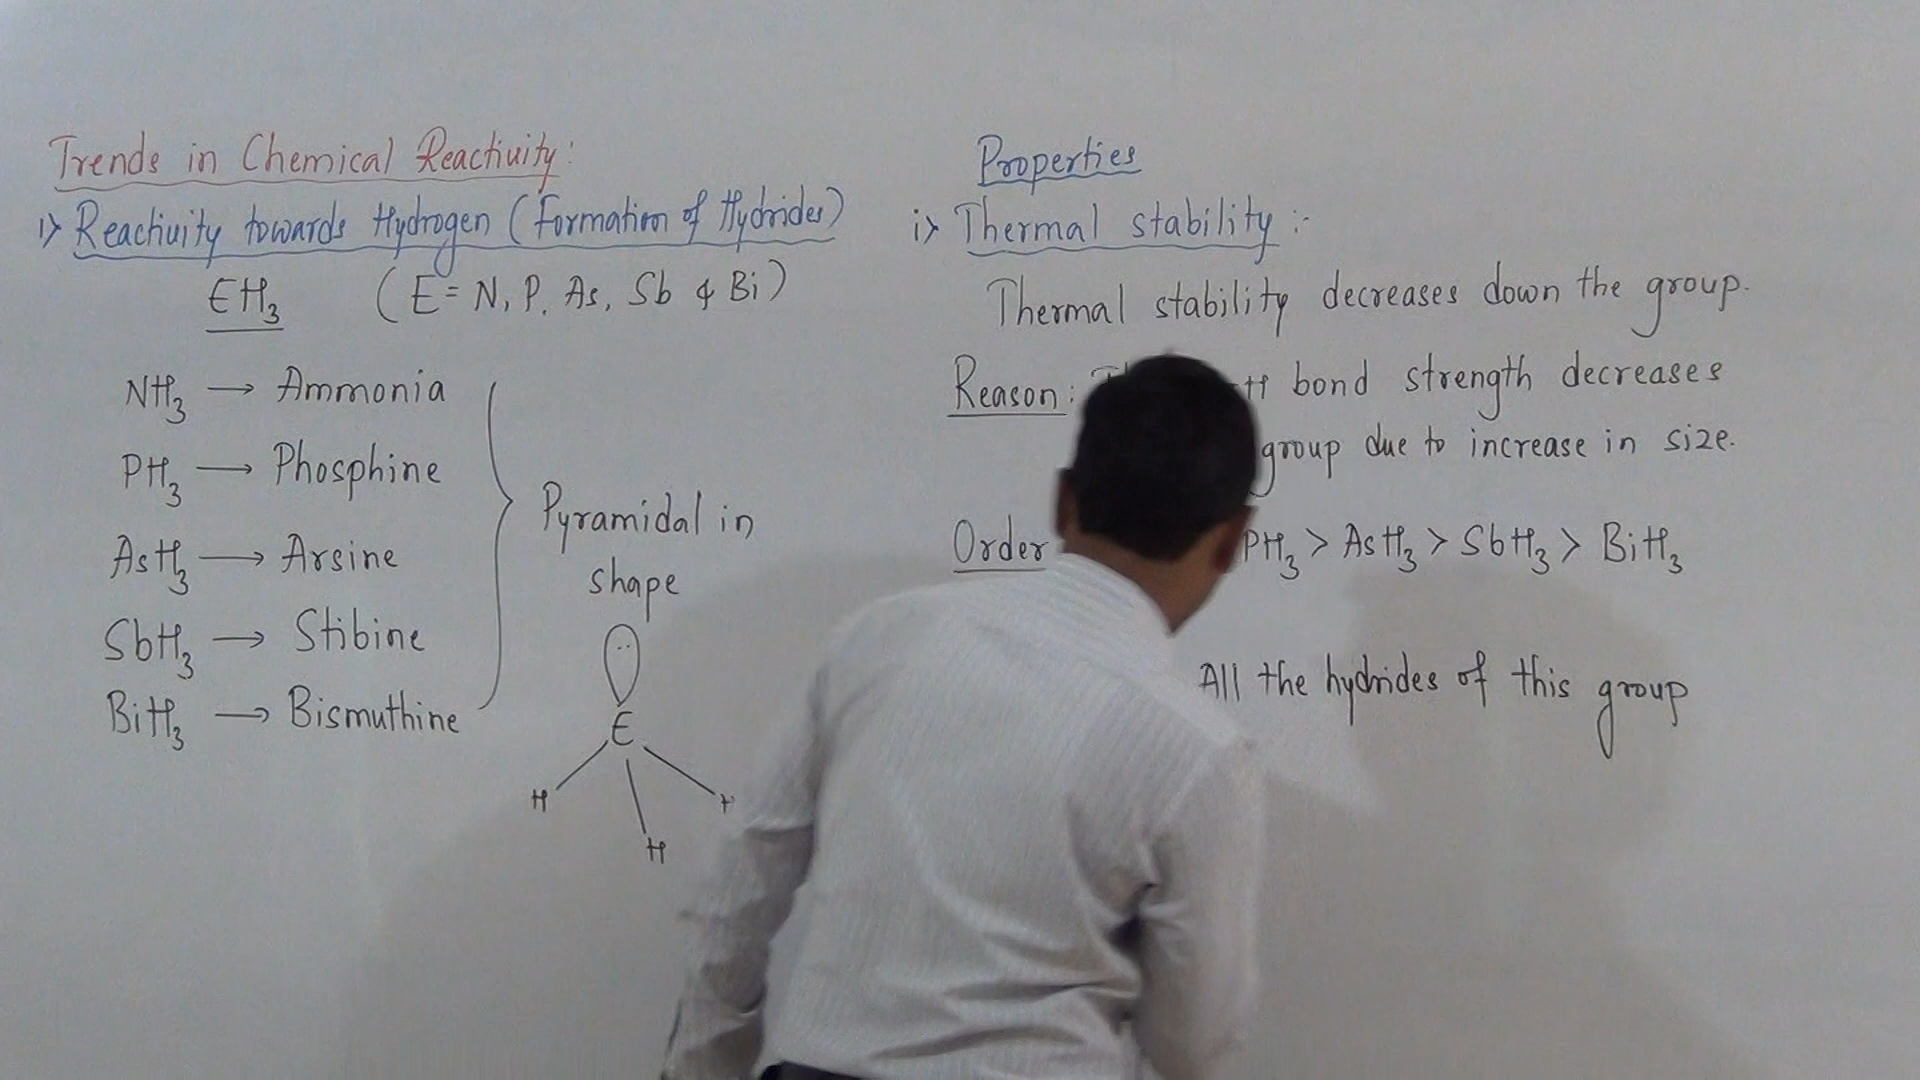 Trends in Chemical Reactivity:
1> Reactivity towards Hydrogen (Formation of Hydrides)
EH₃ (E = N, P, As, Sb & Bi)
NH₃ → Ammonia
PH₃ → Phosphine
AsH₃ → Arsine
SbH₃ → Stibine
BiH₃ → Bismuthine
Pyramidal in
shape
E
H
H
H
Properties
i> Thermal stability :-
Thermal stability decreases down the group.
Reason: H bond strength decreases
group due to increase in size.
Order PH₃ > AsH₃ > SbH₃ > BiH₃
All the hydrides of this group